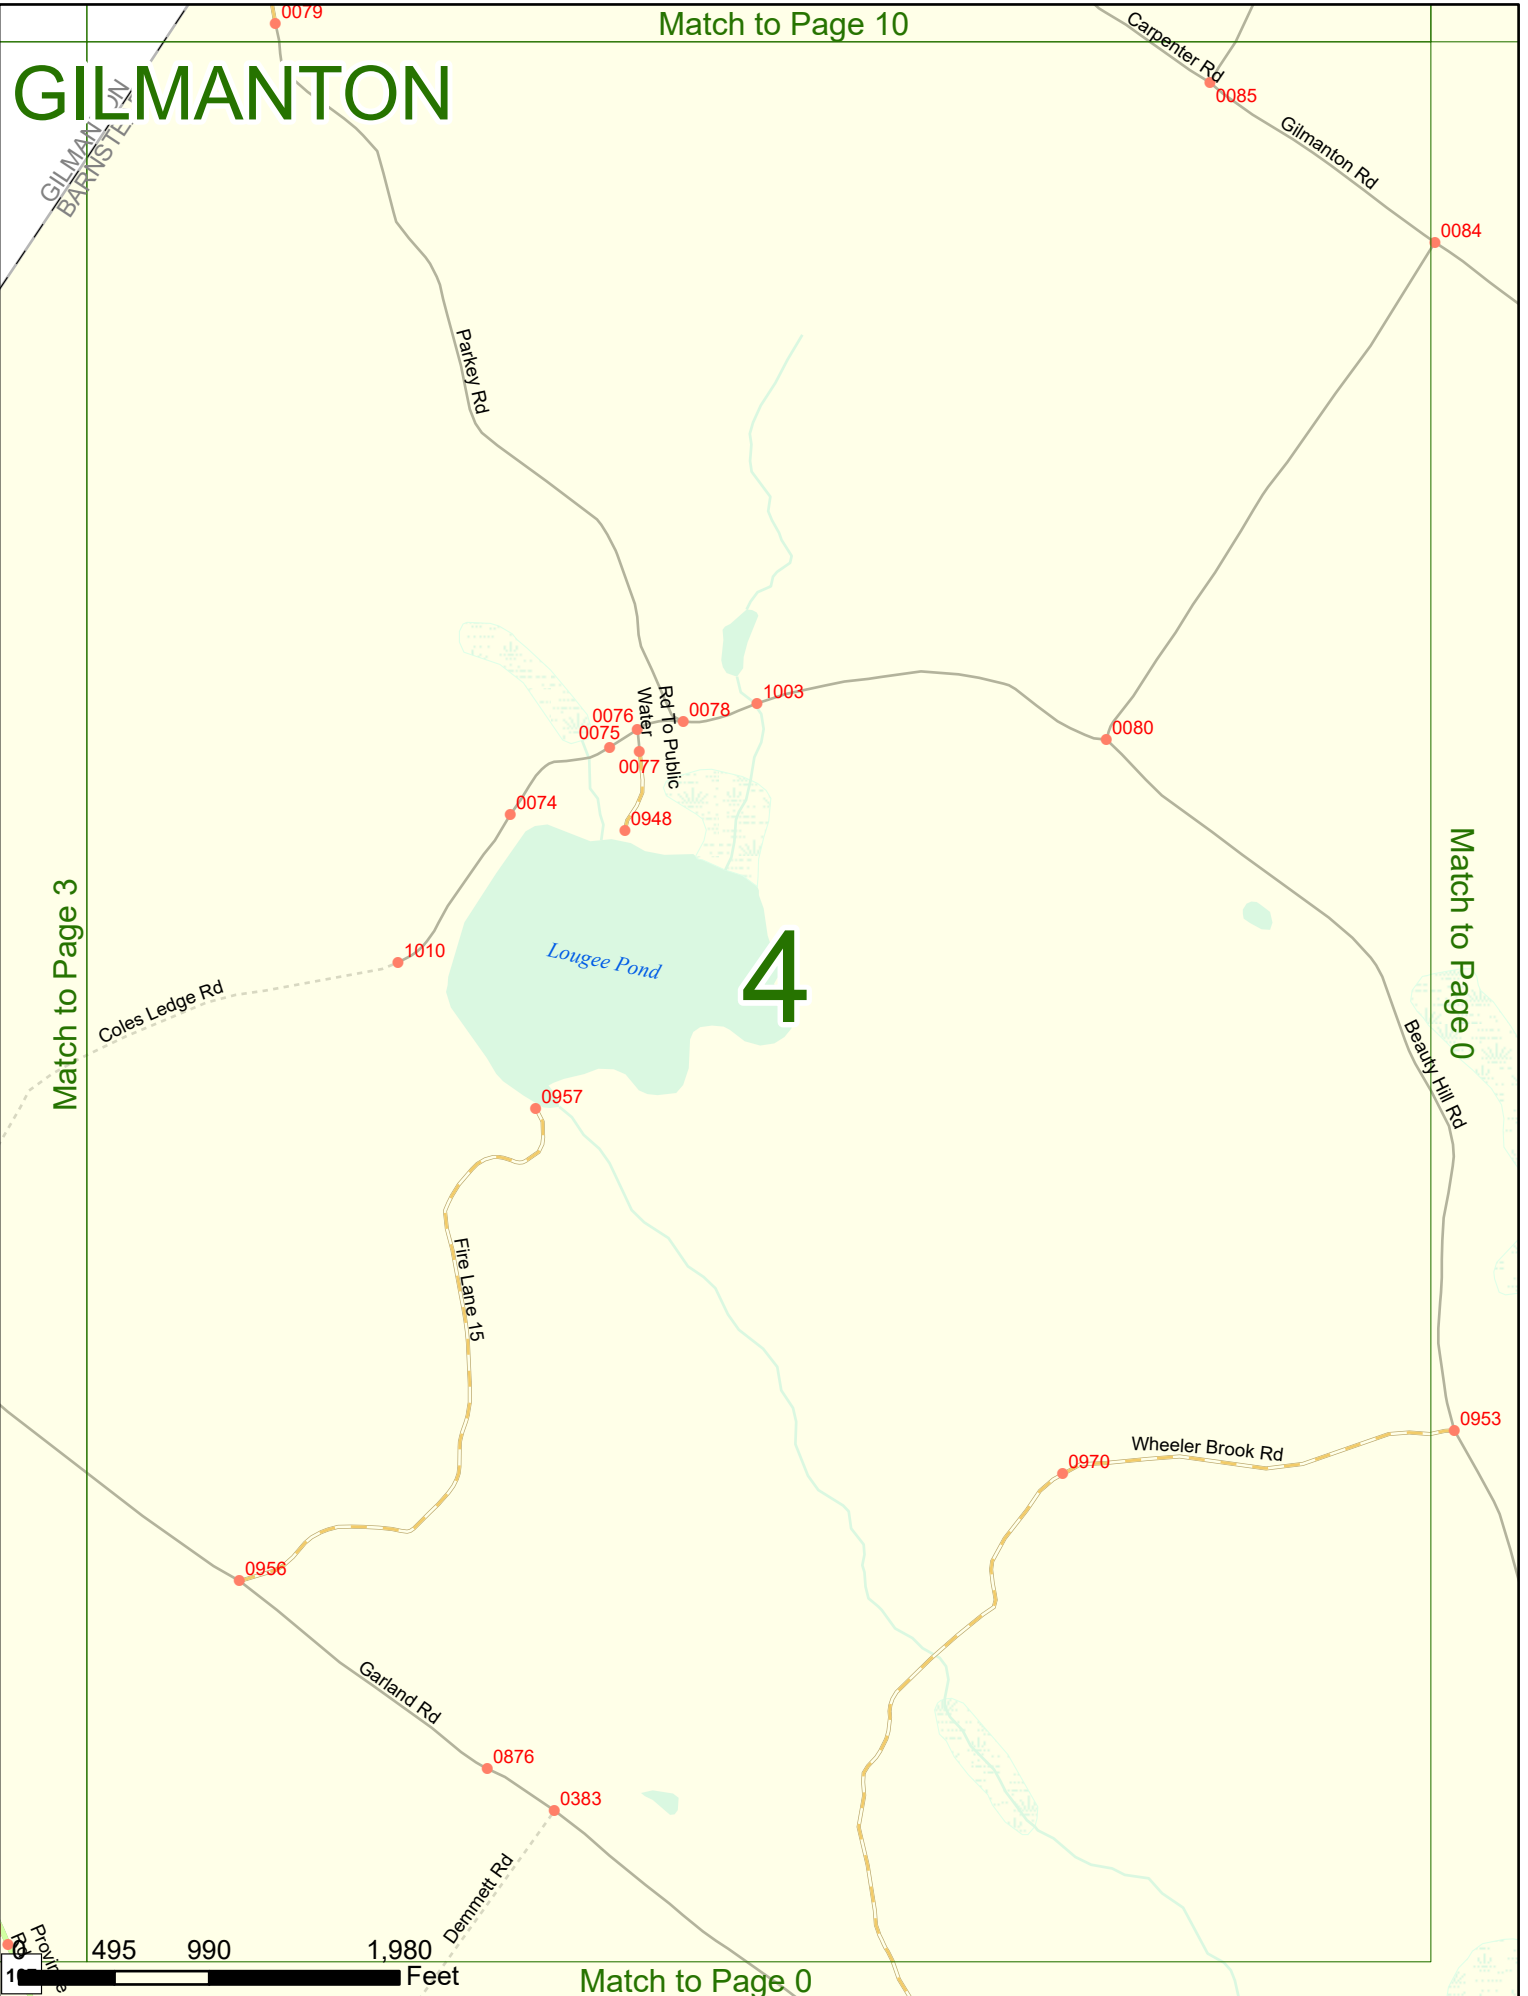 0079
Match to Page 10
Carpenter Rd
0085
GILMANTON
GILMANTON
BARNSTE
Gilmanton Rd
0084
Parkey Rd
Rd To Public
Water
1003
0078
0076
0075
0080
0077
0074
0948
Match to Page 3
Match to Page 0
1010
Lougee Pond
4
Coles Ledge Rd
Beauty Hill Rd
0957
Fire Lane 15
0953
Wheeler Brook Rd
0970
0956
Garland Rd
0876
0383
Demmett Rd
Rd
0
495
990
1,980
Feet
Match to Page 0